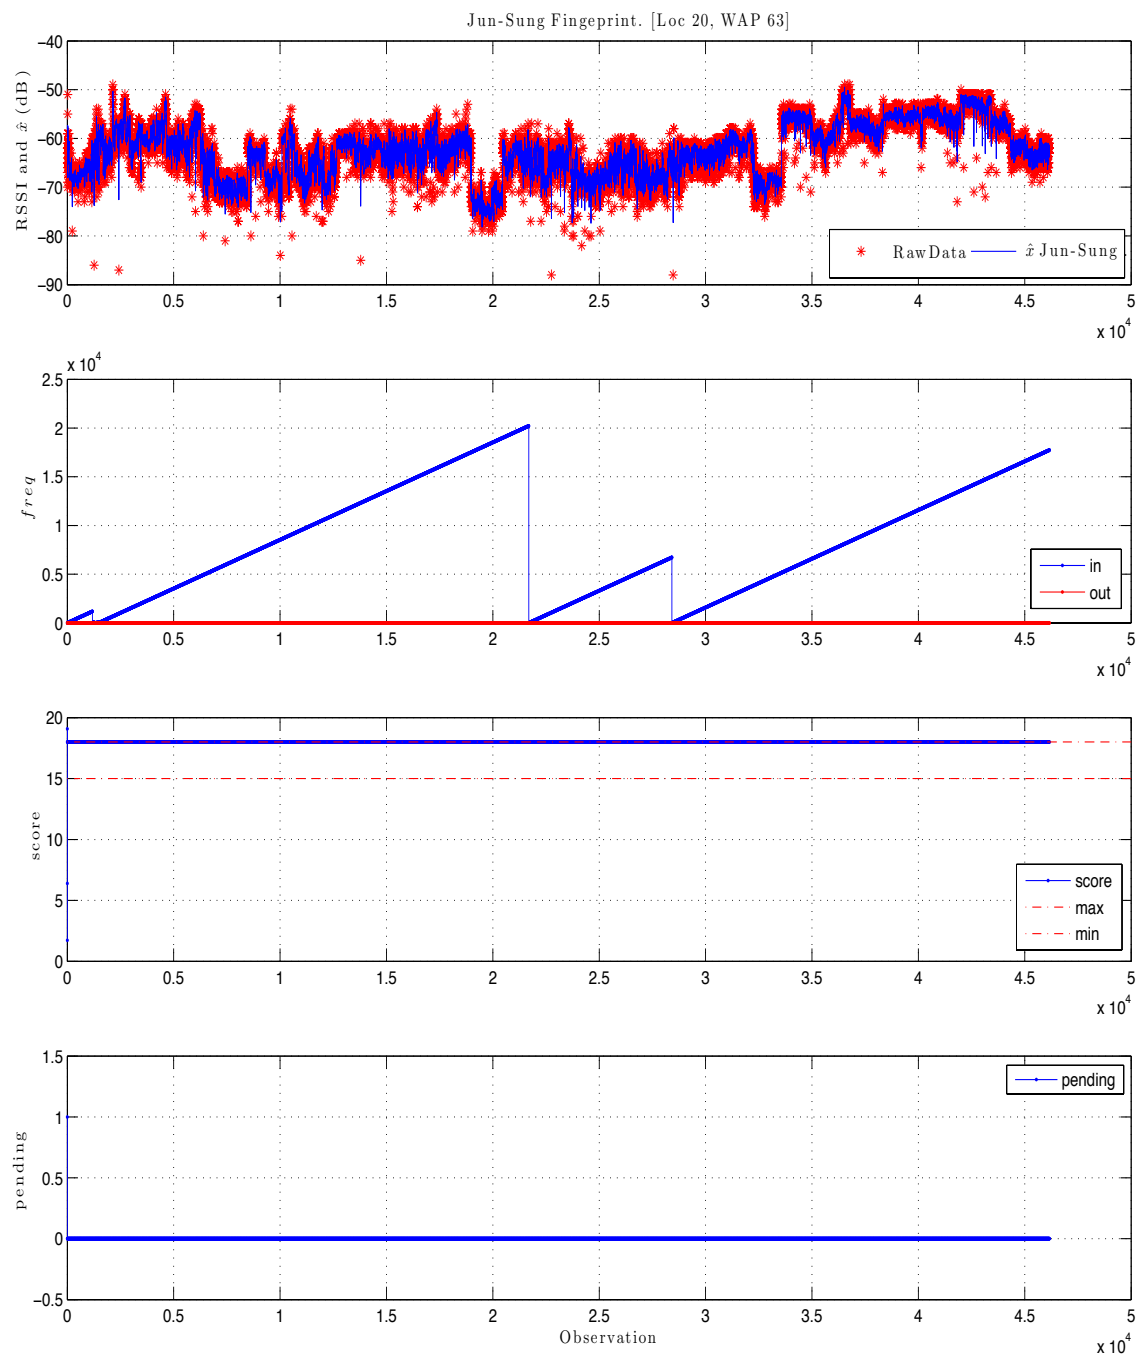 Jun-Sung Fingeprint. [Loc 20, WAP 63]
RSSI and x̂ (dB)
−40
−50
−60
−70
−80
−90
0 0.5 1 1.5 2 2.5 3 3.5 4 4.5 5
x 10^4
RawData
x̂ Jun-Sung
x 10^4
freq
2.5
2
1.5
1
0.5
0
0 0.5 1 1.5 2 2.5 3 3.5 4 4.5 5
x 10^4
in
out
score
20
15
10
5
0
0 0.5 1 1.5 2 2.5 3 3.5 4 4.5 5
x 10^4
score
max
min
pending
1.5
1
0.5
0
−0.5
0 0.5 1 1.5 2 2.5 3 3.5 4 4.5 5
x 10^4
pending
Observation